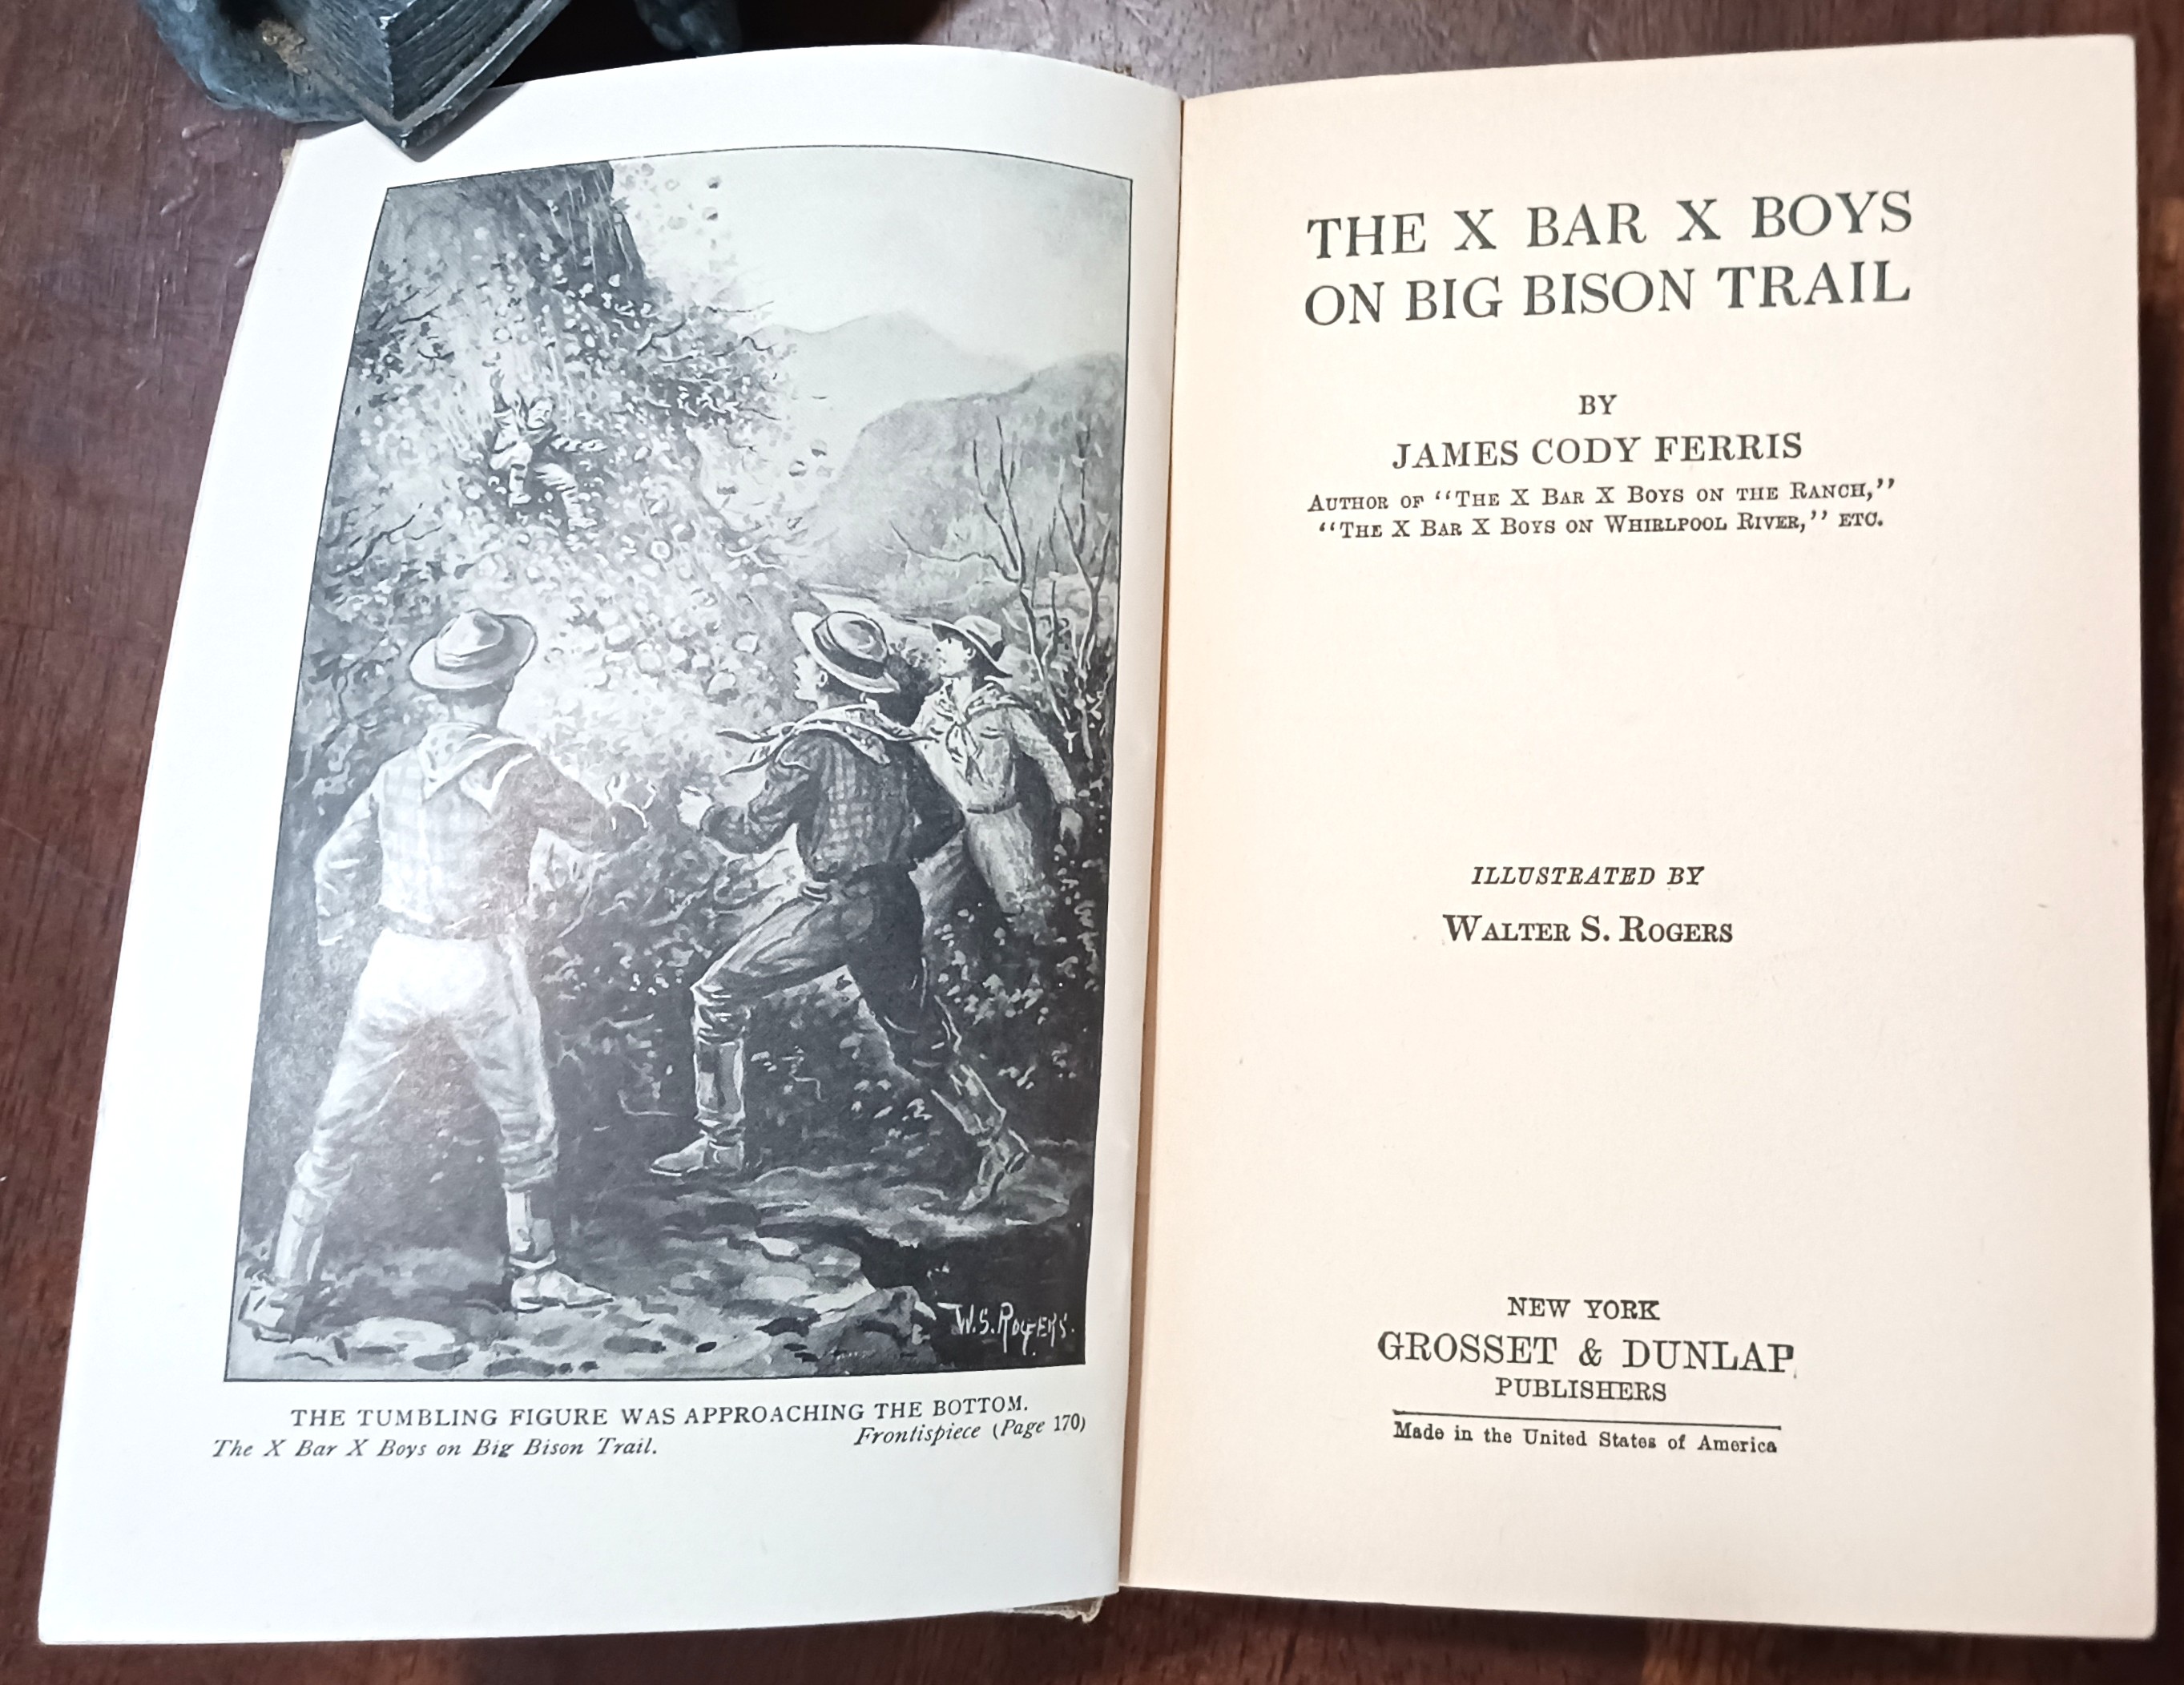 W.S. ROGERS.
THE TUMBLING FIGURE WAS APPROACHING THE BOTTOM.
The X Bar X Boys on Big Bison Trail. Frontispiece (Page 170)
THE X BAR X BOYS
ON BIG BISON TRAIL
BY
JAMES CODY FERRIS
AUTHOR OF "THE X BAR X BOYS ON THE RANCH,"
"THE X BAR X BOYS ON WHIRLPOOL RIVER," ETC.
ILLUSTRATED BY
WALTER S. ROGERS
NEW YORK
GROSSET & DUNLAP
PUBLISHERS
Made in the United States of America